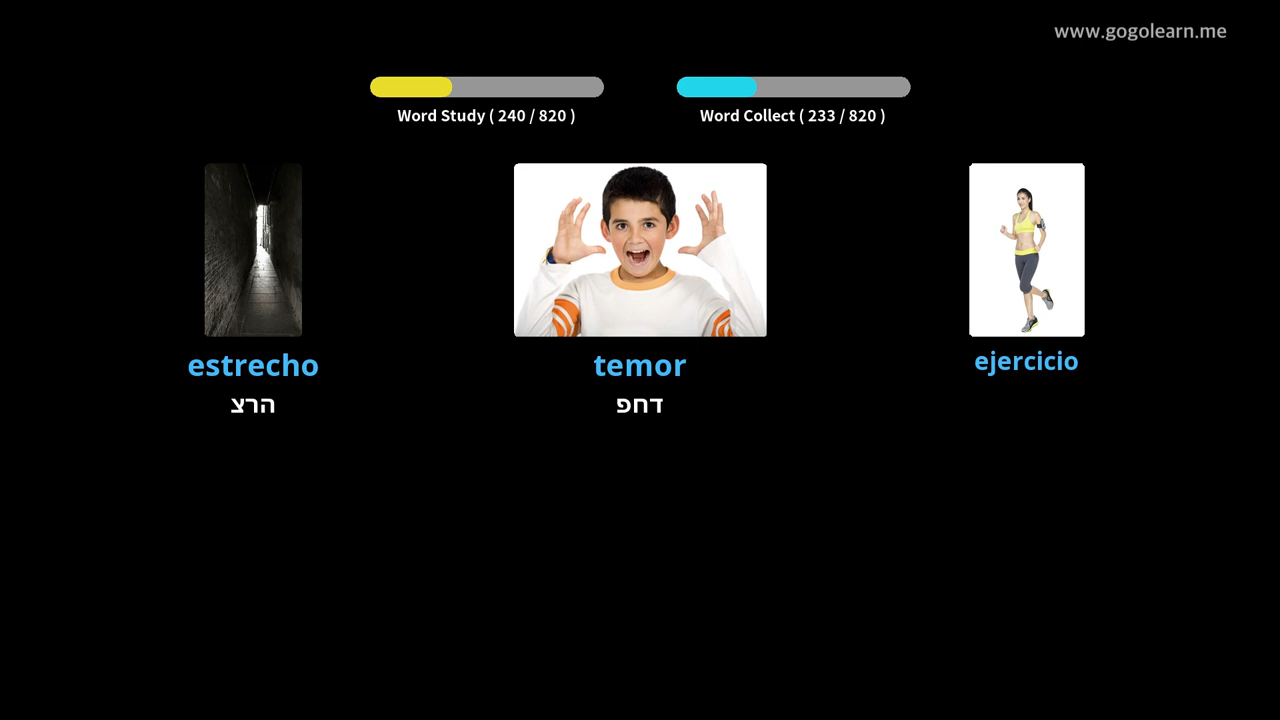 www.gogolearn.me
Word Study ( 240 / 820 )
Word Collect ( 233 / 820 )
estrecho
הרצ
temor
דחפ
ejercicio